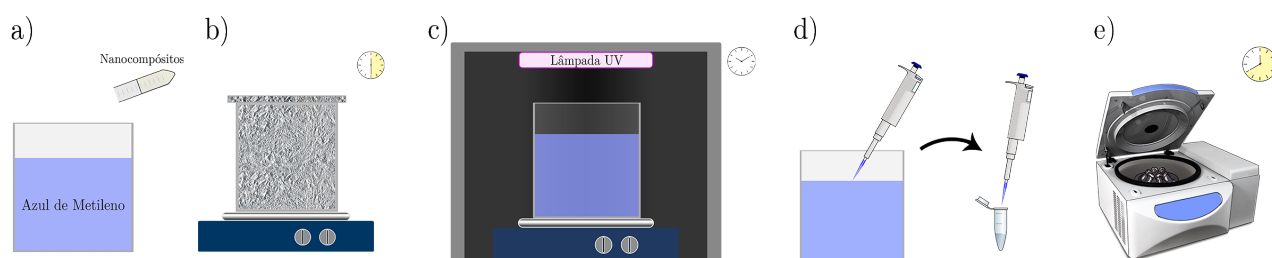 a)
Nanocompósitos
Azul de Metileno
b)
c)
Lâmpada UV
d)
e)